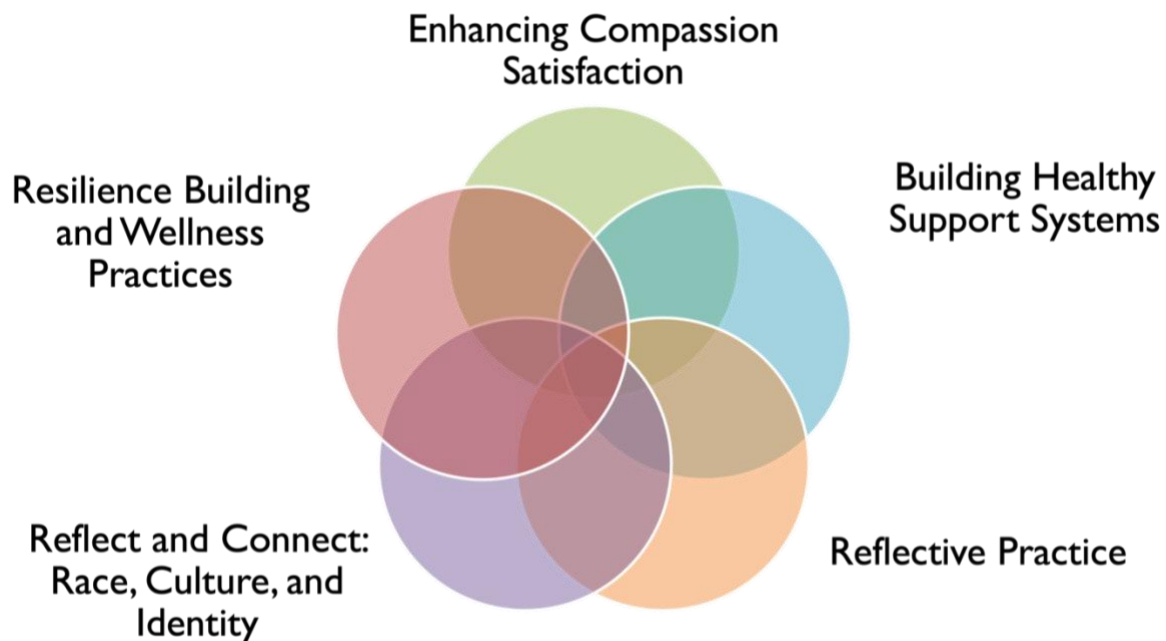 Enhancing Compassion
Satisfaction
Resilience Building
and Wellness
Practices
Building Healthy
Support Systems
Reflect and Connect:
Race, Culture, and
Identity
Reflective Practice